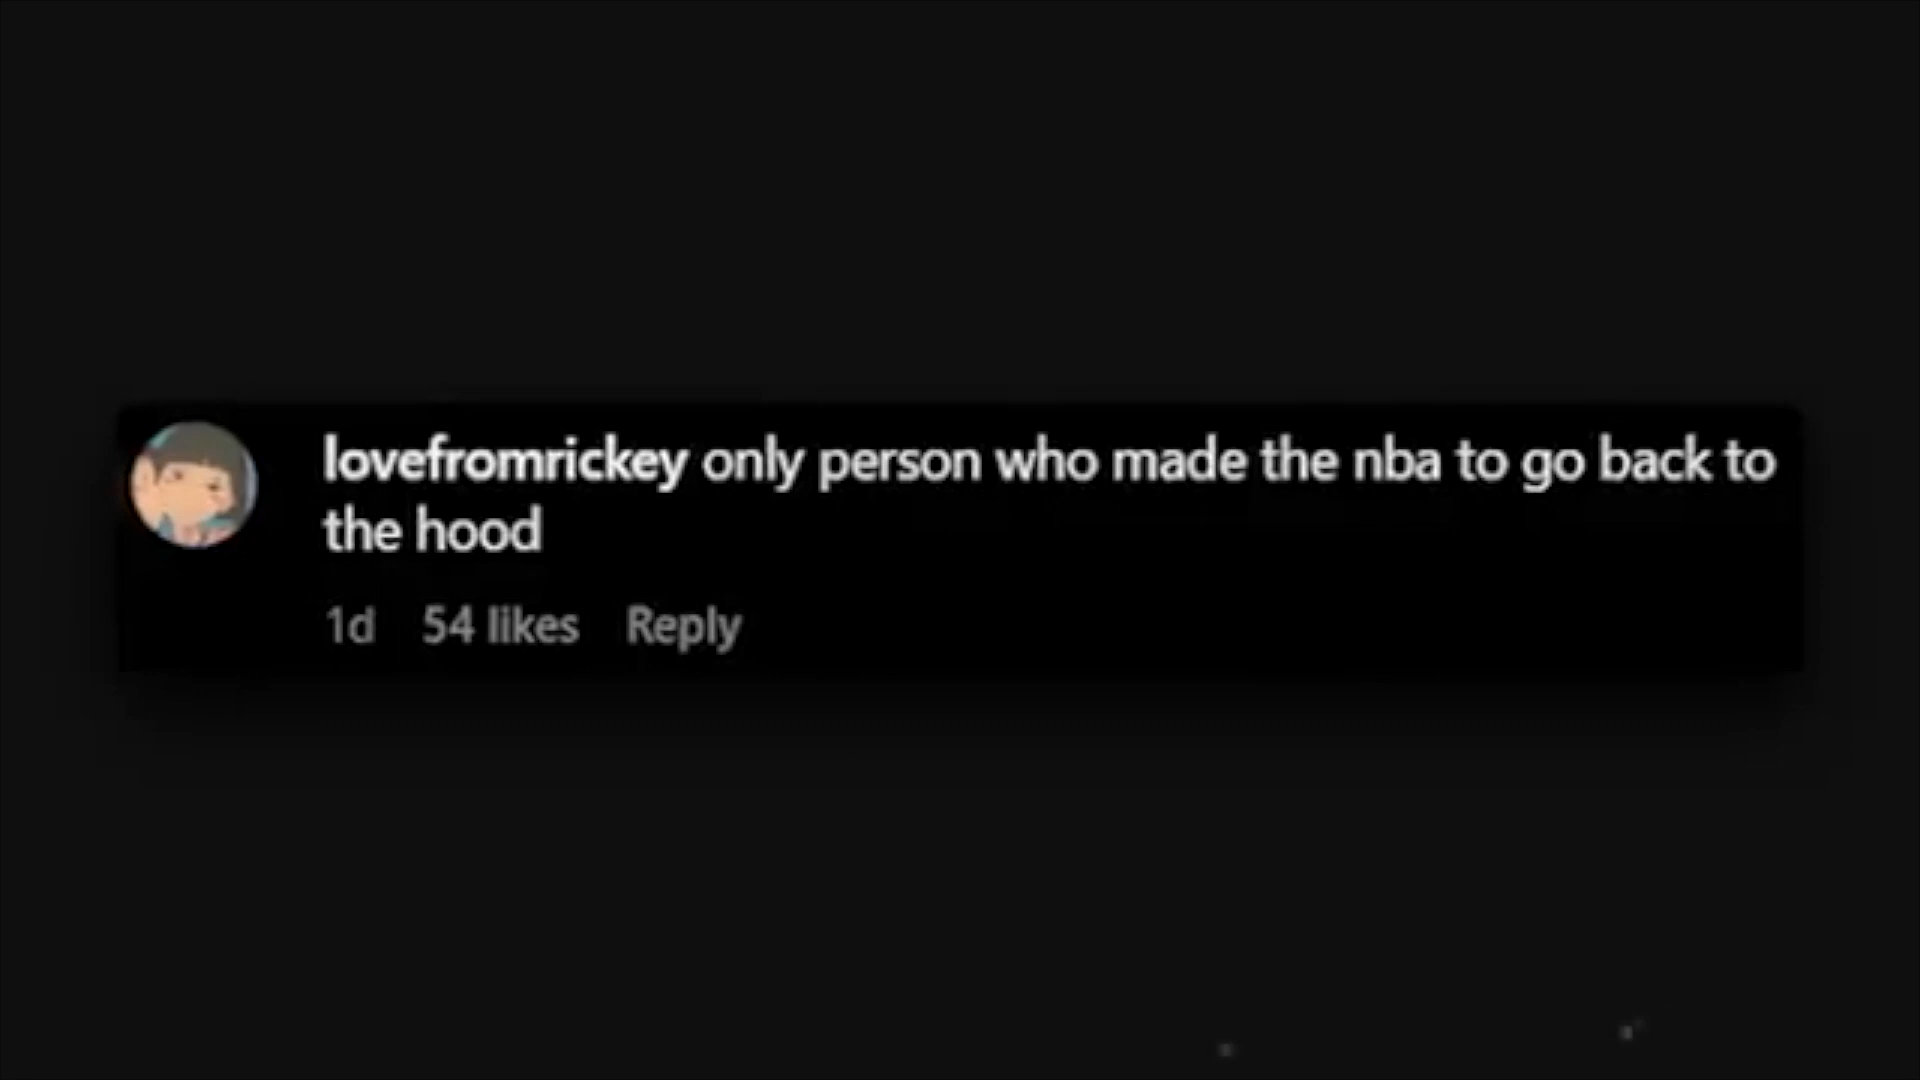 lovefromrickey only person who made the nba to go back to
the hood
1d 54 likes Reply